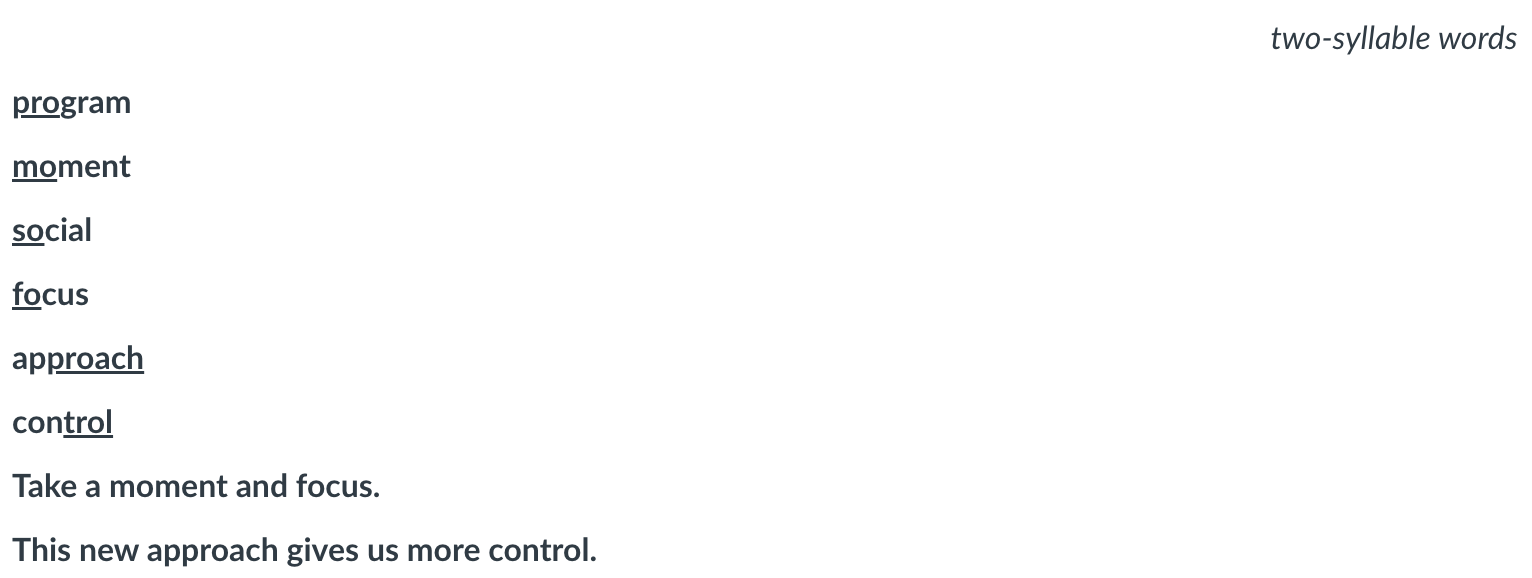 two-syllable words
program
moment
social
focus
approach
control
Take a moment and focus.
This new approach gives us more control.